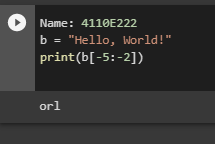 Name: 4110E222
b = "Hello, World!"
print(b[-5:-2])
orl